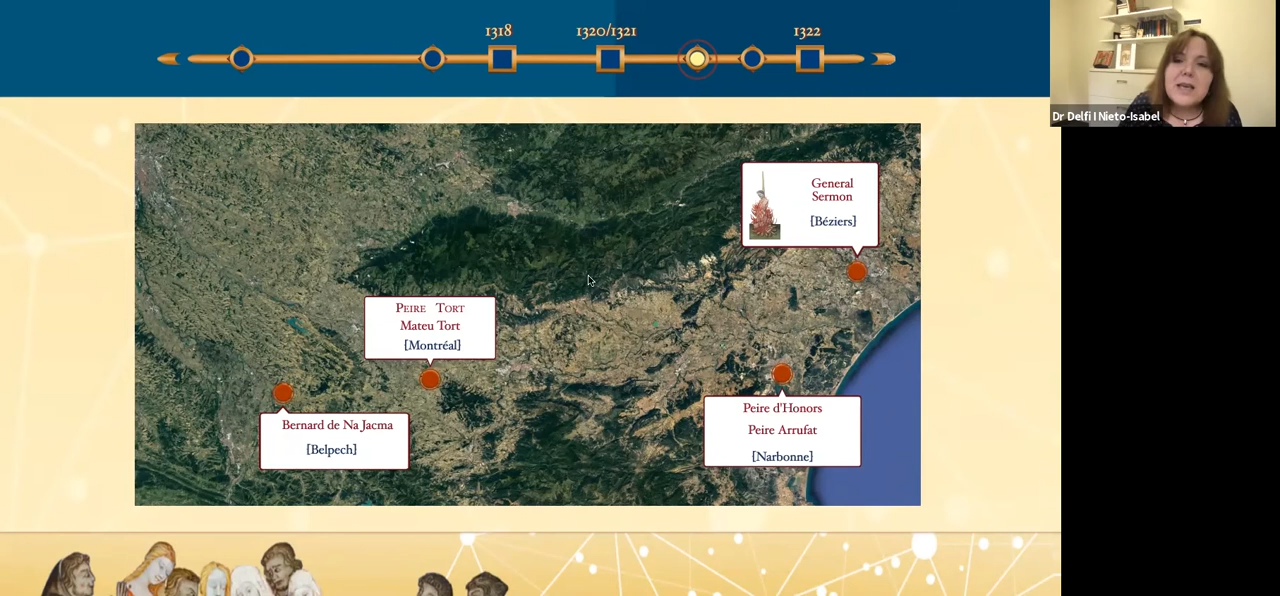 1318
1320/1321
1322
Dr Delfi I Nieto-Isabel
General
Sermon
[Béziers]
Peire Tort
Mateu Tort
[Montréal]
Bernard de Na Jacma
[Belpech]
Peire d'Honors
Peire Arrufat
[Narbonne]